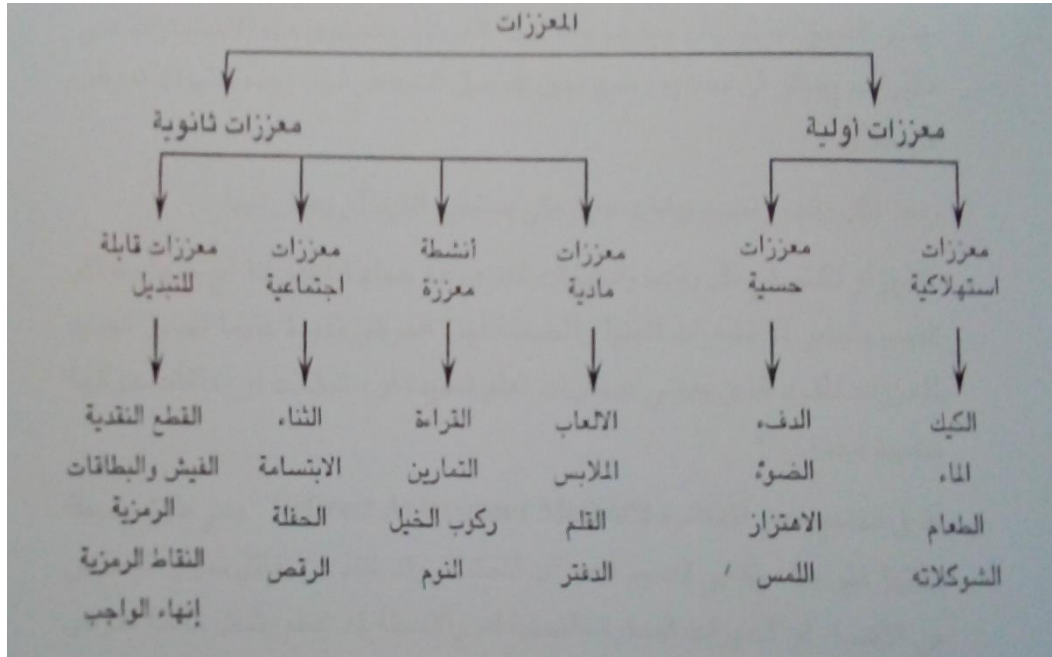 المعززات
معززات أولية
معززات ثانوية
معززات
استهلاكية
معززات
حسية
معززات
مادية
أنشطة
معززة
معززات
اجتماعية
معززات قابلة
للتبديل
الكيك
الماء
الطعام
الشوكلاته
الدفء
الضوء
الاهتزاز
اللمس
الالعاب
الملابس
القلم
الدفتر
القراءة
التمارين
ركوب الخيل
النوم
الثناء
الابتسامة
الحفلة
الرقص
القطع النقدية
الفيش والبطاقات
الرمزية
النقاط الرمزية
إنهاء الواجب